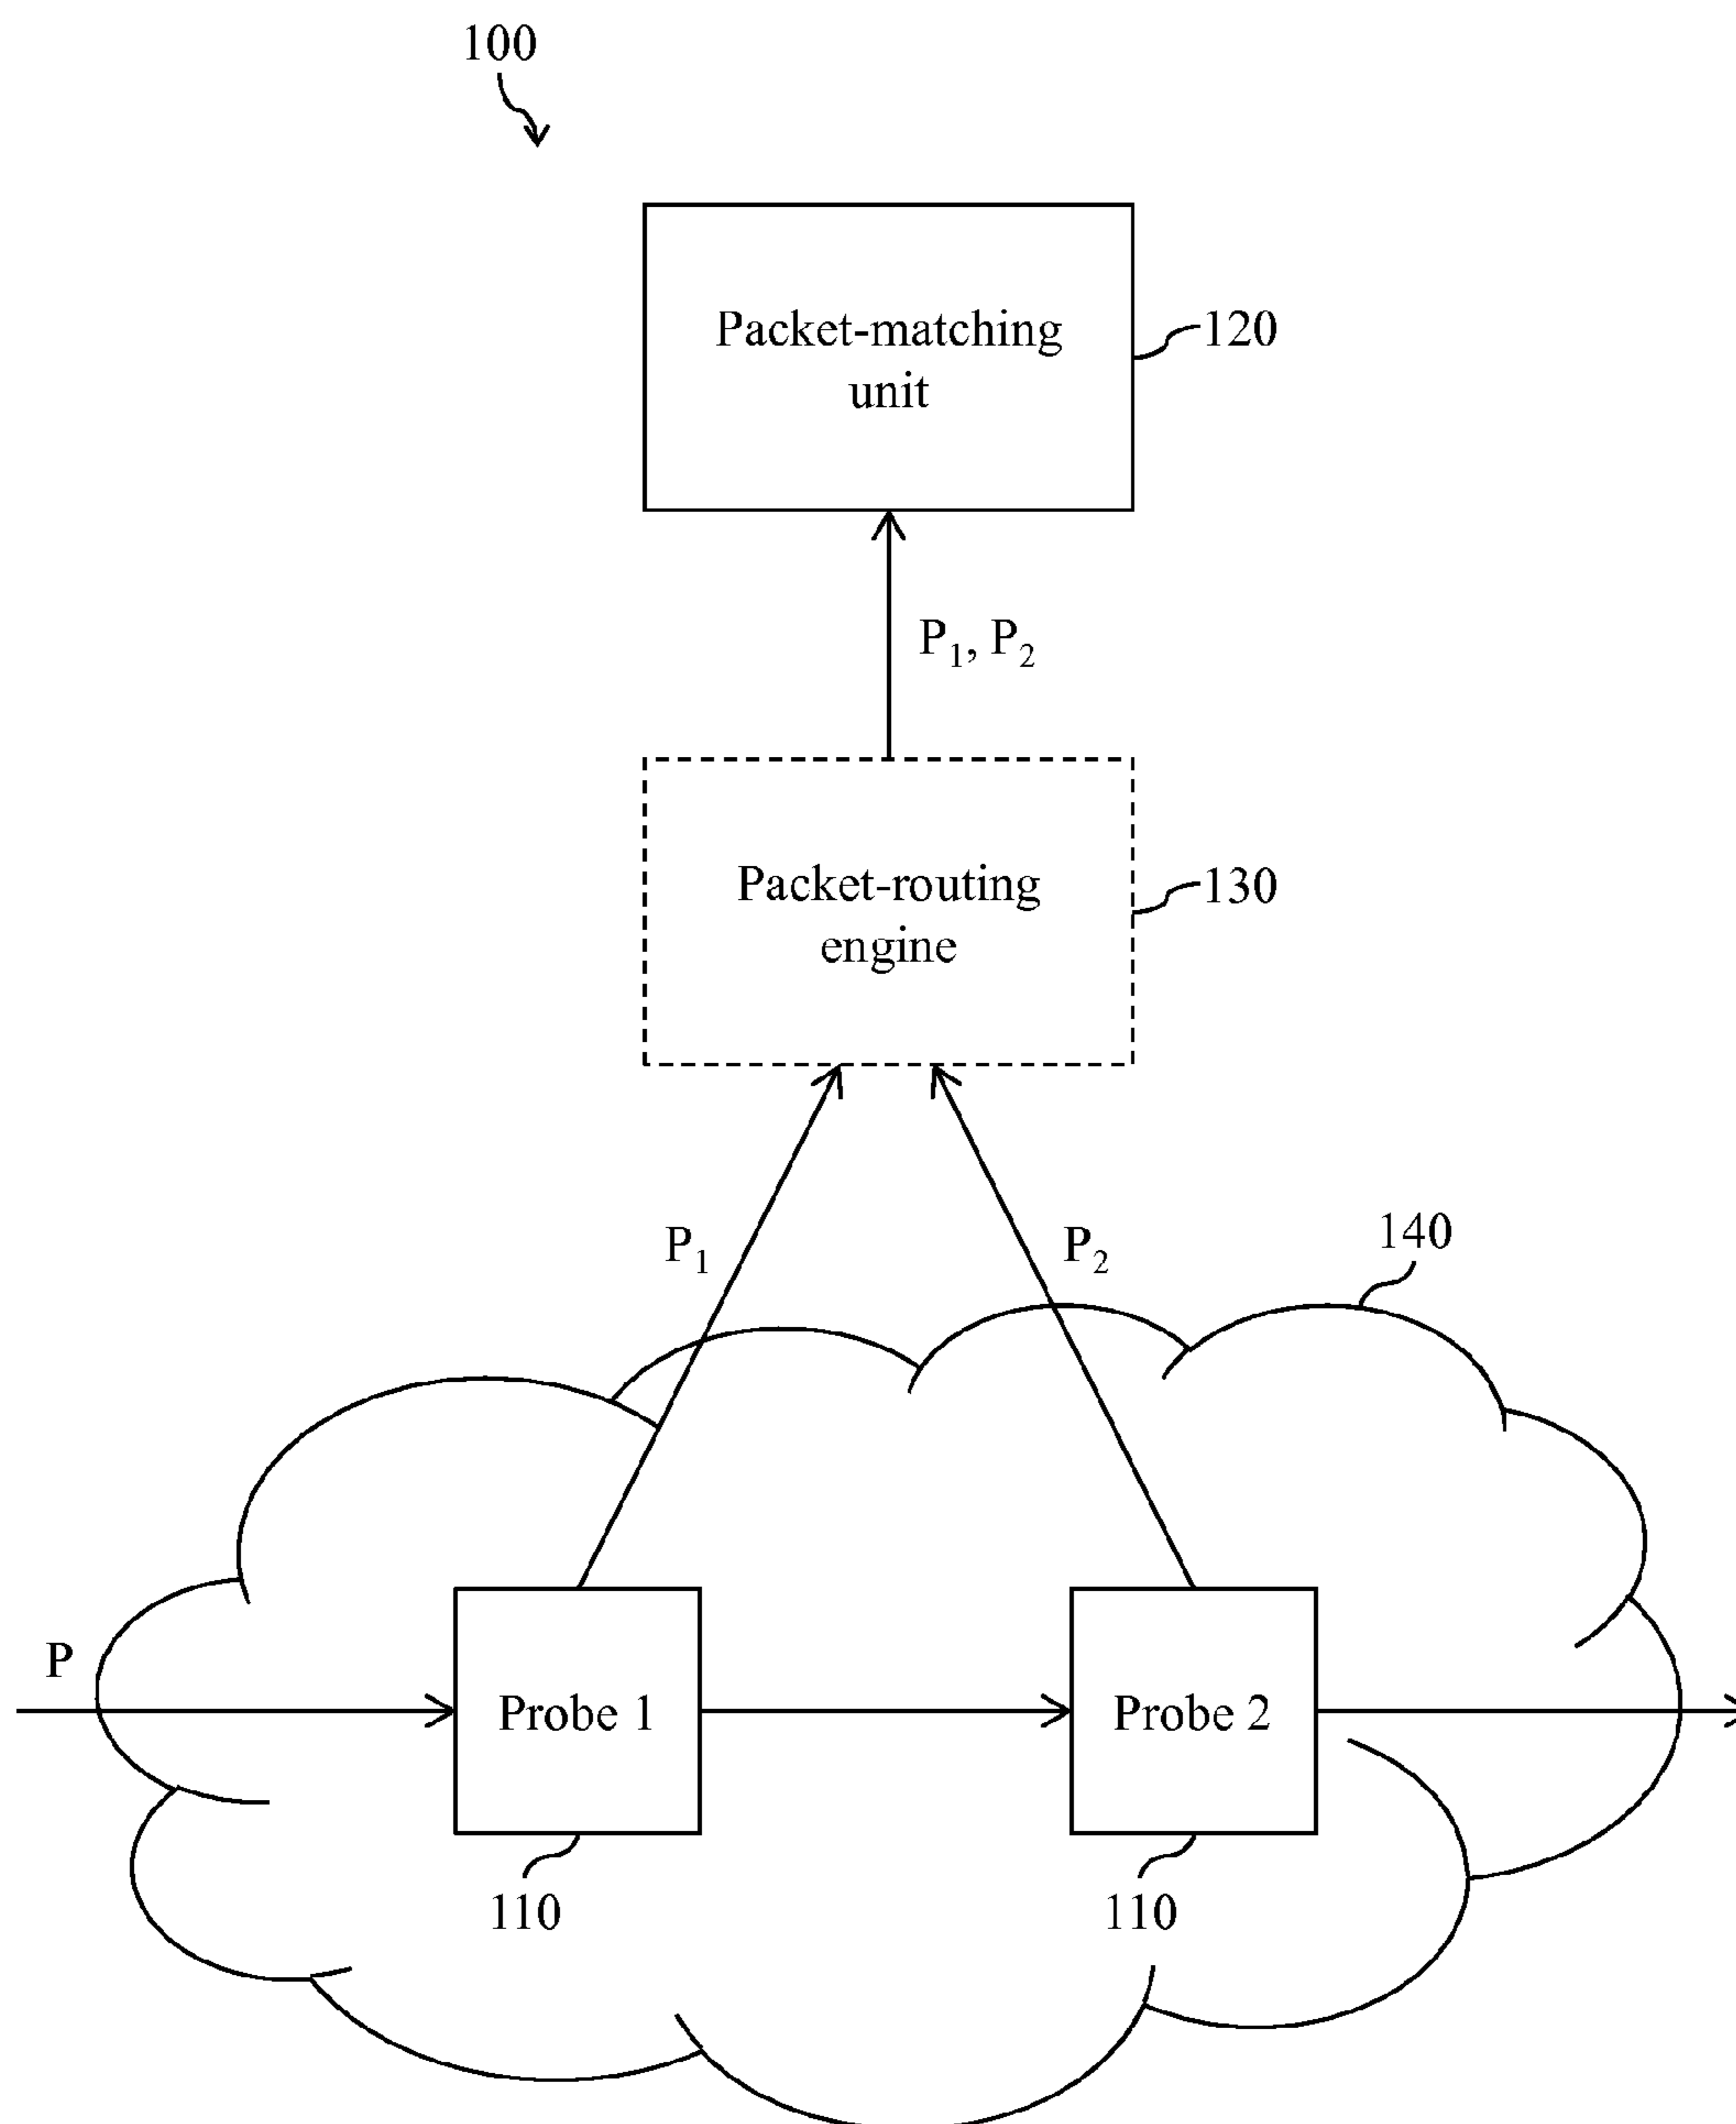 100
Packet-matching
unit
120
P₁, P₂
Packet-routing
engine
130
P₁
P₂
140
P
Probe 1
Probe 2
110
110